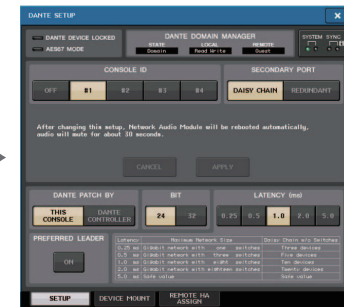 DANTE SETUP
DANTE DEVICE LOCKED
AES67 MODE
DANTE DOMAIN MANAGER
STATE LOCAL REMOTE
Domain Read Write Guest
SYSTEM SYNC
CONSOLE ID
OFF #1 #2 #3 #4
SECONDARY PORT
DAISY CHAIN REDUNDANT
After changing this setup, Network Audio Module will be rebooted automatically,
audio will mute for about 30 seconds.
CANCEL APPLY
DANTE PATCH BY
THIS CONSOLE
DANTE CONTROLLER
BIT
24 32
LATENCY (ms)
0.25 0.5 1.0 2.0 5.0
PREFERRED LEADER
ON
Latency Maximum Network Size Daisy Chain w/o Switches
0.25 ms Gigabit network with one switches Three devices
0.5 ms Gigabit network with three switches Five devices
1.0 ms Gigabit network with eight switches Ten devices
2.0 ms Gigabit network with eighteen switches Twenty devices
5.0 ms Safe value Safe value
SETUP DEVICE MOUNT REMOTE HA ASSIGN